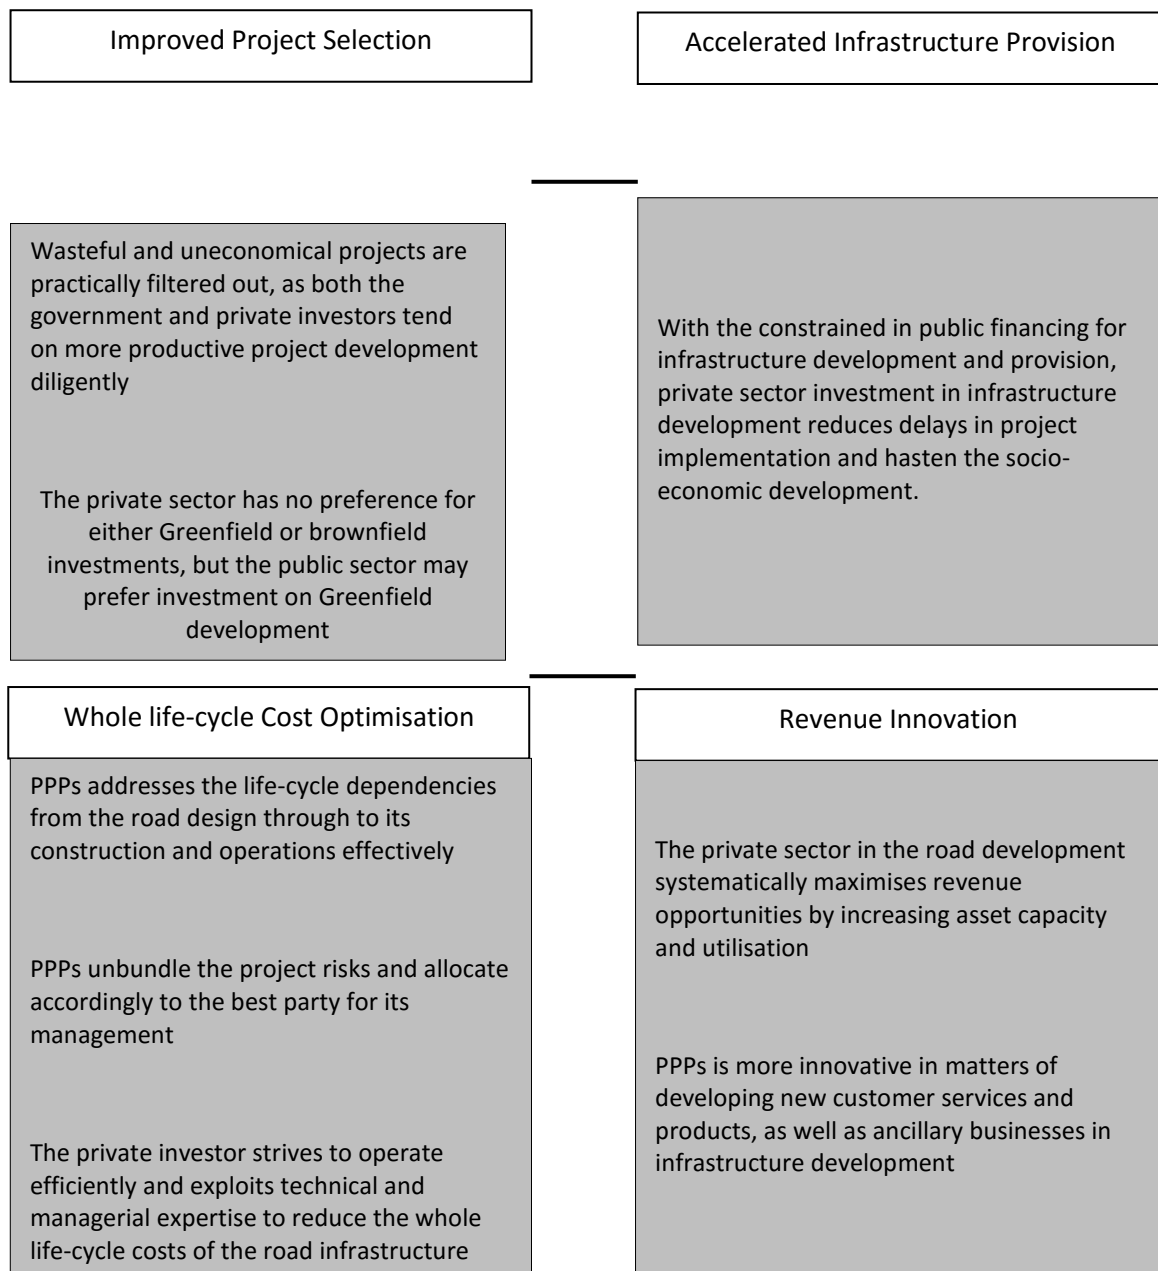 Improved Project Selection
Wasteful and uneconomical projects are
practically filtered out, as both the
government and private investors tend
on more productive project development
diligently
The private sector has no preference for
either Greenfield or brownfield
investments, but the public sector may
prefer investment on Greenfield
development
Accelerated Infrastructure Provision
With the constrained in public financing for
infrastructure development and provision,
private sector investment in infrastructure
development reduces delays in project
implementation and hasten the socio-
economic development.
Whole life-cycle Cost Optimisation
PPPs addresses the life-cycle dependencies
from the road design through to its
construction and operations effectively
PPPs unbundle the project risks and allocate
accordingly to the best party for its
management
The private investor strives to operate
efficiently and exploits technical and
managerial expertise to reduce the whole
life-cycle costs of the road infrastructure
Revenue Innovation
The private sector in the road development
systematically maximises revenue
opportunities by increasing asset capacity
and utilisation
PPPs is more innovative in matters of
developing new customer services and
products, as well as ancillary businesses in
infrastructure development